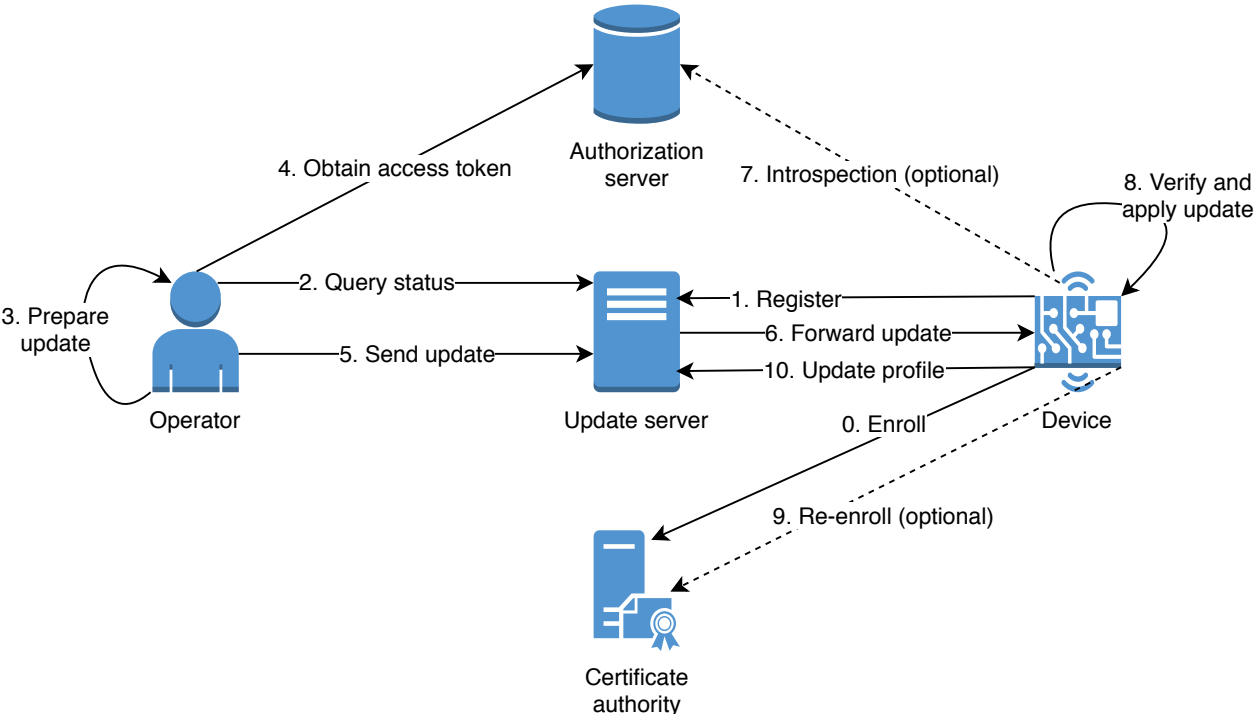 Authorization
server
4. Obtain access token
7. Introspection (optional)
8. Verify and
apply update
2. Query status
1. Register
3. Prepare
update
6. Forward update
5. Send update
10. Update profile
Operator
Update server
0. Enroll
Device
9. Re-enroll (optional)
Certificate
authority